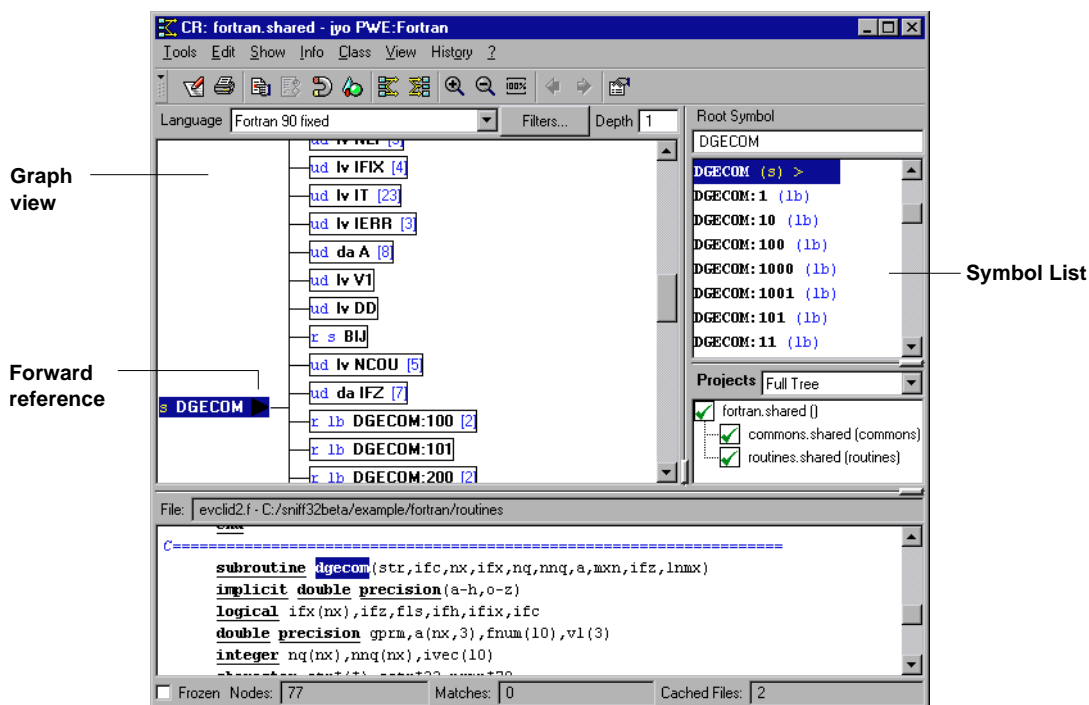 CR: fortran.shared - jyo PWE:Fortran
Tools Edit Show Info Class View History ?
100%
Language Fortran 90 fixed Filters... Depth 1
Root Symbol
DGECOM
Graph view
Forward reference
Symbol List
ud lv IFIX [4]
ud lv IT [23]
ud lv IERR [3]
ud da A [8]
ud lv V1
ud lv DD
r s BIJ
ud lv NCOU [5]
ud da IFZ [7]
s DGECOM
r lb DGECOM:100 [2]
r lb DGECOM:101
r lb DGECOM:200 [2]
DGECOM (s) >
DGECOM:1 (lb)
DGECOM:10 (lb)
DGECOM:100 (lb)
DGECOM:1000 (lb)
DGECOM:1001 (lb)
DGECOM:101 (lb)
DGECOM:11 (lb)
Projects Full Tree
fortran.shared ()
commons.shared (commons)
routines.shared (routines)
File: evclid2.f - C:/sniff32beta/example/fortran/routines
end
C=====================================================================
subroutine dgecom(str,ifc,nx,ifx,nq,nnq,a,mxn,ifz,lnmx)
implicit double precision(a-h,o-z)
logical ifx(nx),ifz,fls,ifh,ifix,ifc
double precision gprm,a(nx,3),fnum(10),v1(3)
integer nq(nx),nnq(nx),ivec(10)
Frozen Nodes: 77 Matches: 0 Cached Files: 2